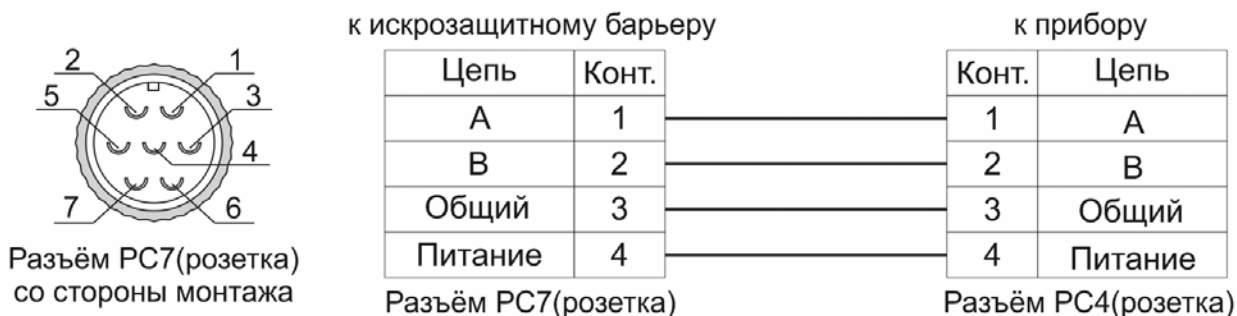 к искрозащитному барьеру
к прибору
2 1
5 3
4
7 6
Разъём РС7(розетка)
со стороны монтажа
Цепь Конт.
А 1
В 2
Общий 3
Питание 4
Разъём РС7(розетка)
Конт. Цепь
1 А
2 В
3 Общий
4 Питание
Разъём РС4(розетка)